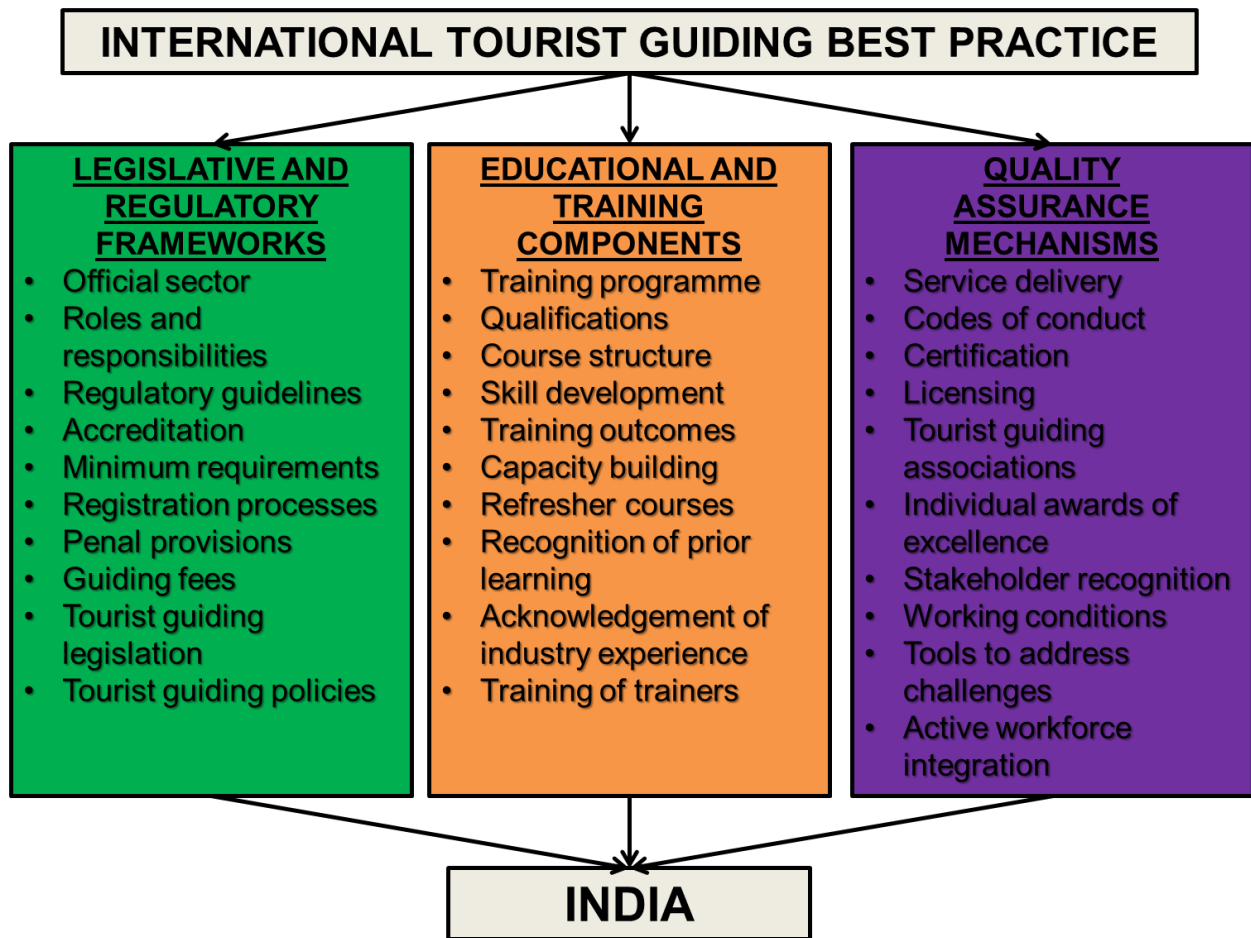 INTERNATIONAL TOURIST GUIDING BEST PRACTICE
LEGISLATIVE AND
REGULATORY
FRAMEWORKS
• Official sector
• Roles and
responsibilities
• Regulatory guidelines
• Accreditation
• Minimum requirements
• Registration processes
• Penal provisions
• Guiding fees
• Tourist guiding
legislation
• Tourist guiding policies
EDUCATIONAL AND
TRAINING
COMPONENTS
• Training programme
• Qualifications
• Course structure
• Skill development
• Training outcomes
• Capacity building
• Refresher courses
• Recognition of prior
learning
• Acknowledgement of
industry experience
• Training of trainers
QUALITY
ASSURANCE
MECHANISMS
• Service delivery
• Codes of conduct
• Certification
• Licensing
• Tourist guiding
associations
• Individual awards of
excellence
• Stakeholder recognition
• Working conditions
• Tools to address
challenges
• Active workforce
integration
INDIA